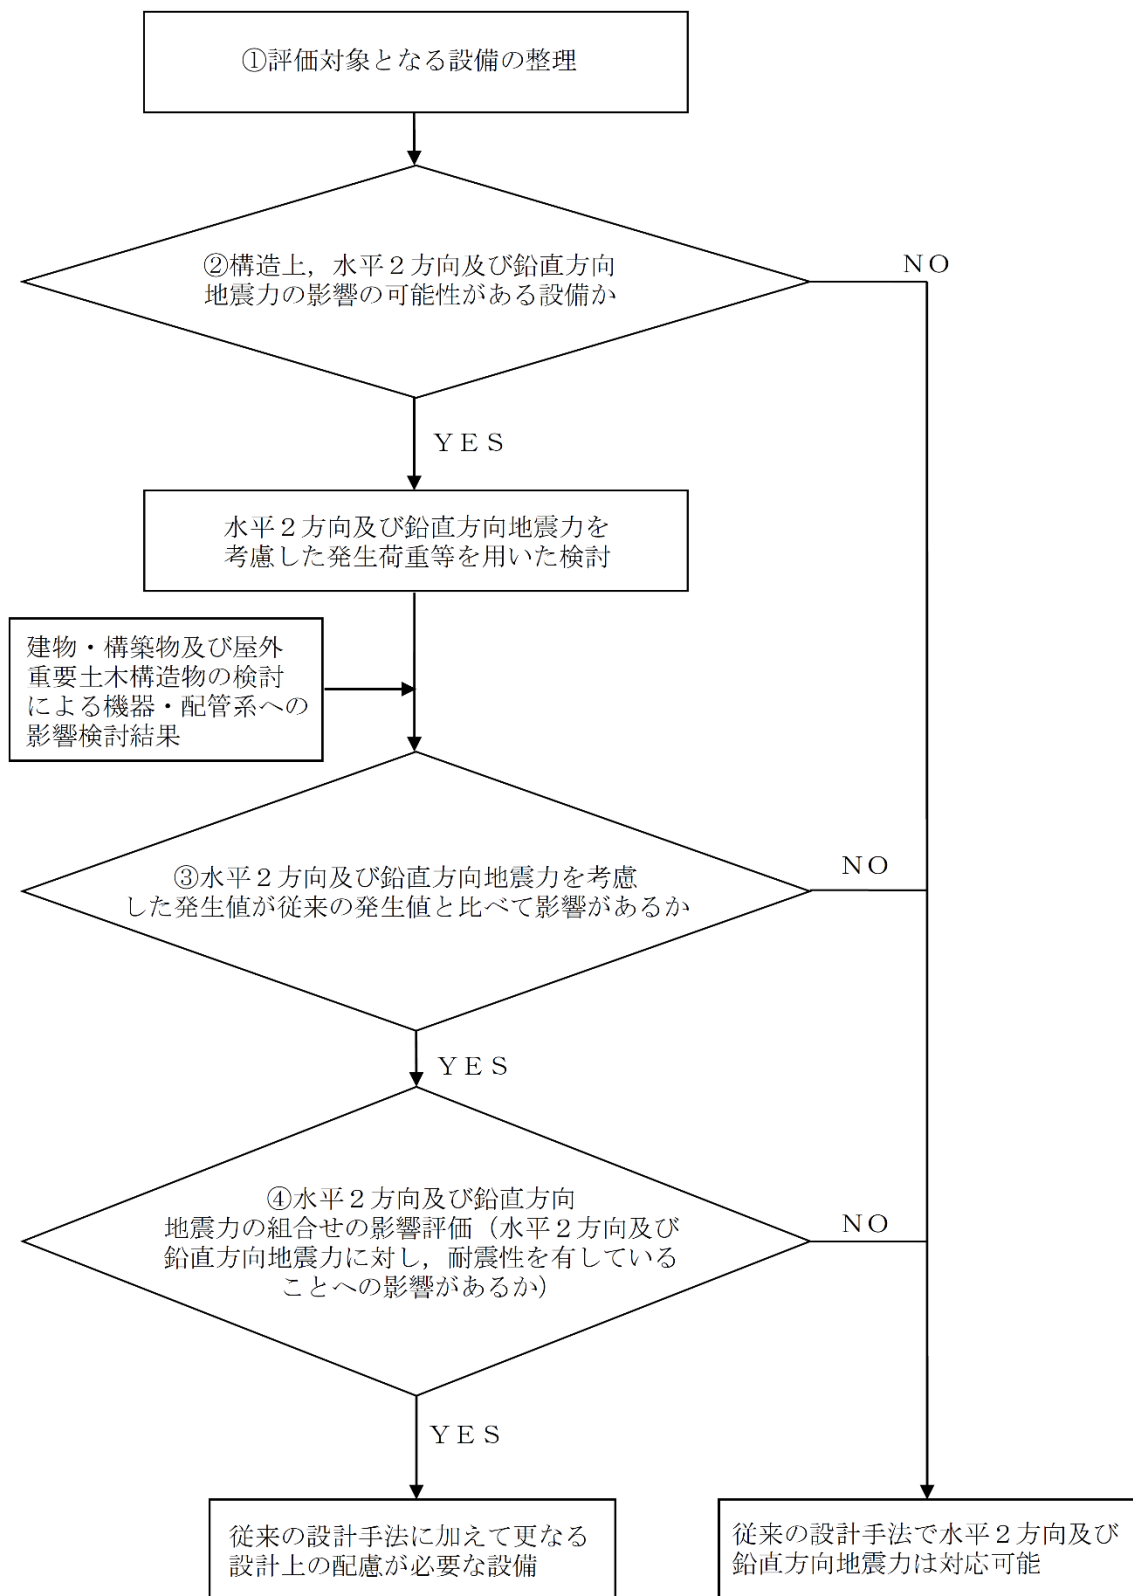 ①評価対象となる設備の整理
②構造上，水平２方向及び鉛直方向
地震力の影響の可能性がある設備か
ＮＯ
ＹＥＳ
水平２方向及び鉛直方向地震力を
考慮した発生荷重等を用いた検討
建物・構築物及び屋外
重要土木構造物の検討
による機器・配管系への
影響検討結果
③水平２方向及び鉛直方向地震力を考慮
した発生値が従来の発生値と比べて影響があるか
ＮＯ
ＹＥＳ
④水平２方向及び鉛直方向
地震力の組合せの影響評価（水平２方向及び
鉛直方向地震力に対し，耐震性を有している
ことへの影響があるか）
ＮＯ
ＹＥＳ
従来の設計手法に加えて更なる
設計上の配慮が必要な設備
従来の設計手法で水平２方向及び
鉛直方向地震力は対応可能